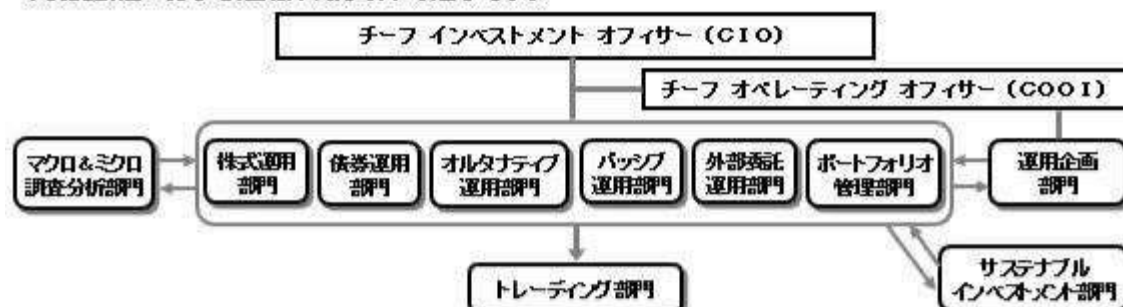 チーフ インベストメント オフィサー（CIO）
チーフ オペレーティング オフィサー（COOI）
マクロ&ミクロ
調査分析部門
株式運用
部門
債券運用
部門
オルタナティブ
運用部門
パッシブ
運用部門
外部委託
運用部門
ポートフォリオ
管理部門
運用企画
部門
トレーディング部門
サステナブル
インベストメント部門